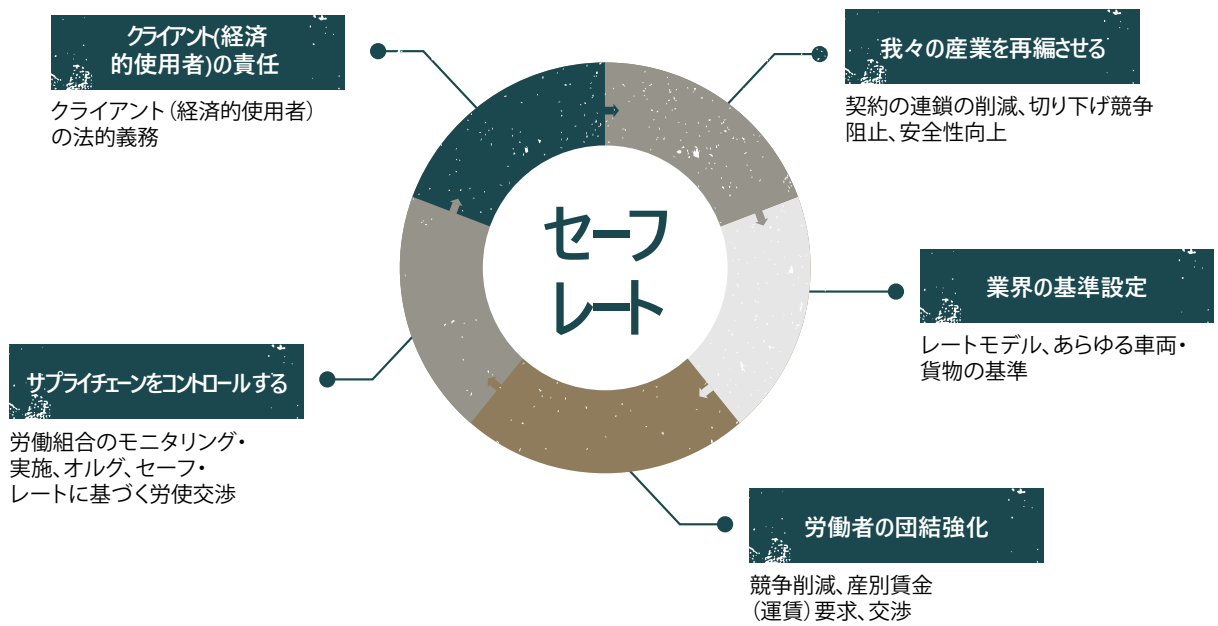 クライアント(経済
的使用者)の責任
クライアント（経済的使用者）
の法的義務
我々の産業を再編させる
契約の連鎖の削減、切り下げ競争
阻止、安全性向上
セーフ
レート
業界の基準設定
レートモデル、あらゆる車両・
貨物の基準
サプライチェーンをコントロールする
労働組合のモニタリング・
実施、オルグ、セーフ・
レートに基づく労使交渉
労働者の団結強化
競争削減、産別賃金
（運賃）要求、交渉